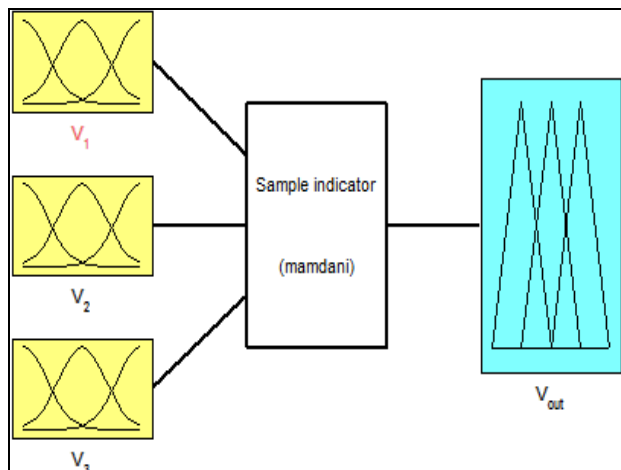 V1
Sample indicator
V2
(mamdani)
Vout
V3